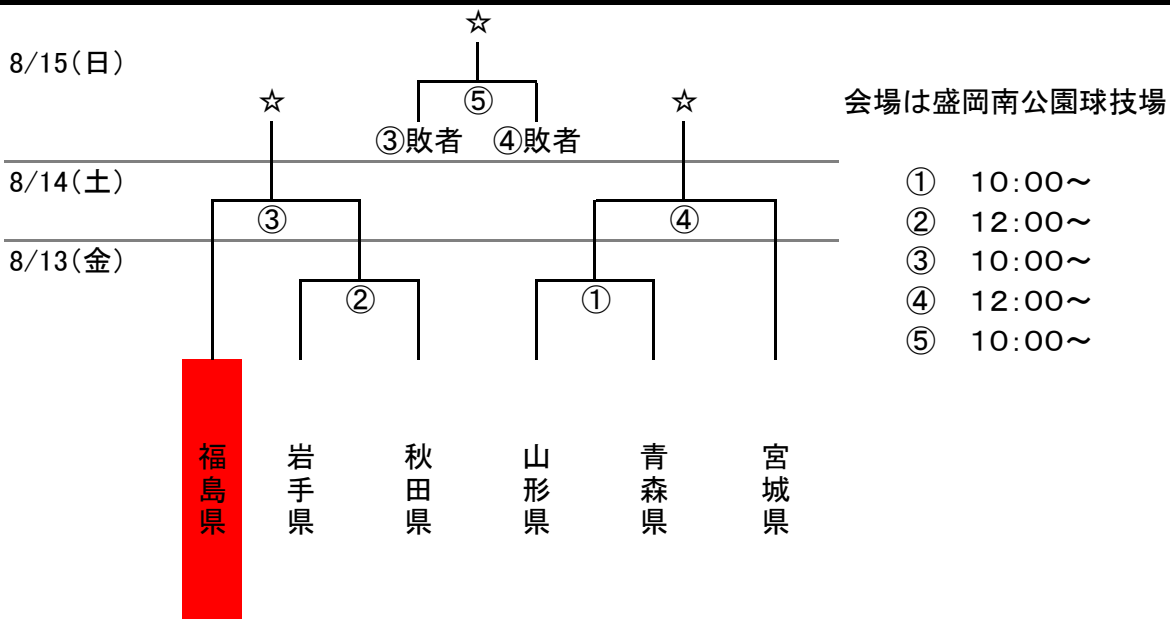 ☆
8/15(日)
☆
⑤
☆
会場は盛岡南公園球技場
③敗者
④敗者
8/14(土)
③
④
8/13(金)
②
①
① 10:00～
② 12:00～
③ 10:00～
④ 12:00～
⑤ 10:00～
福島県
岩手県
秋田県
山形県
青森県
宮城県